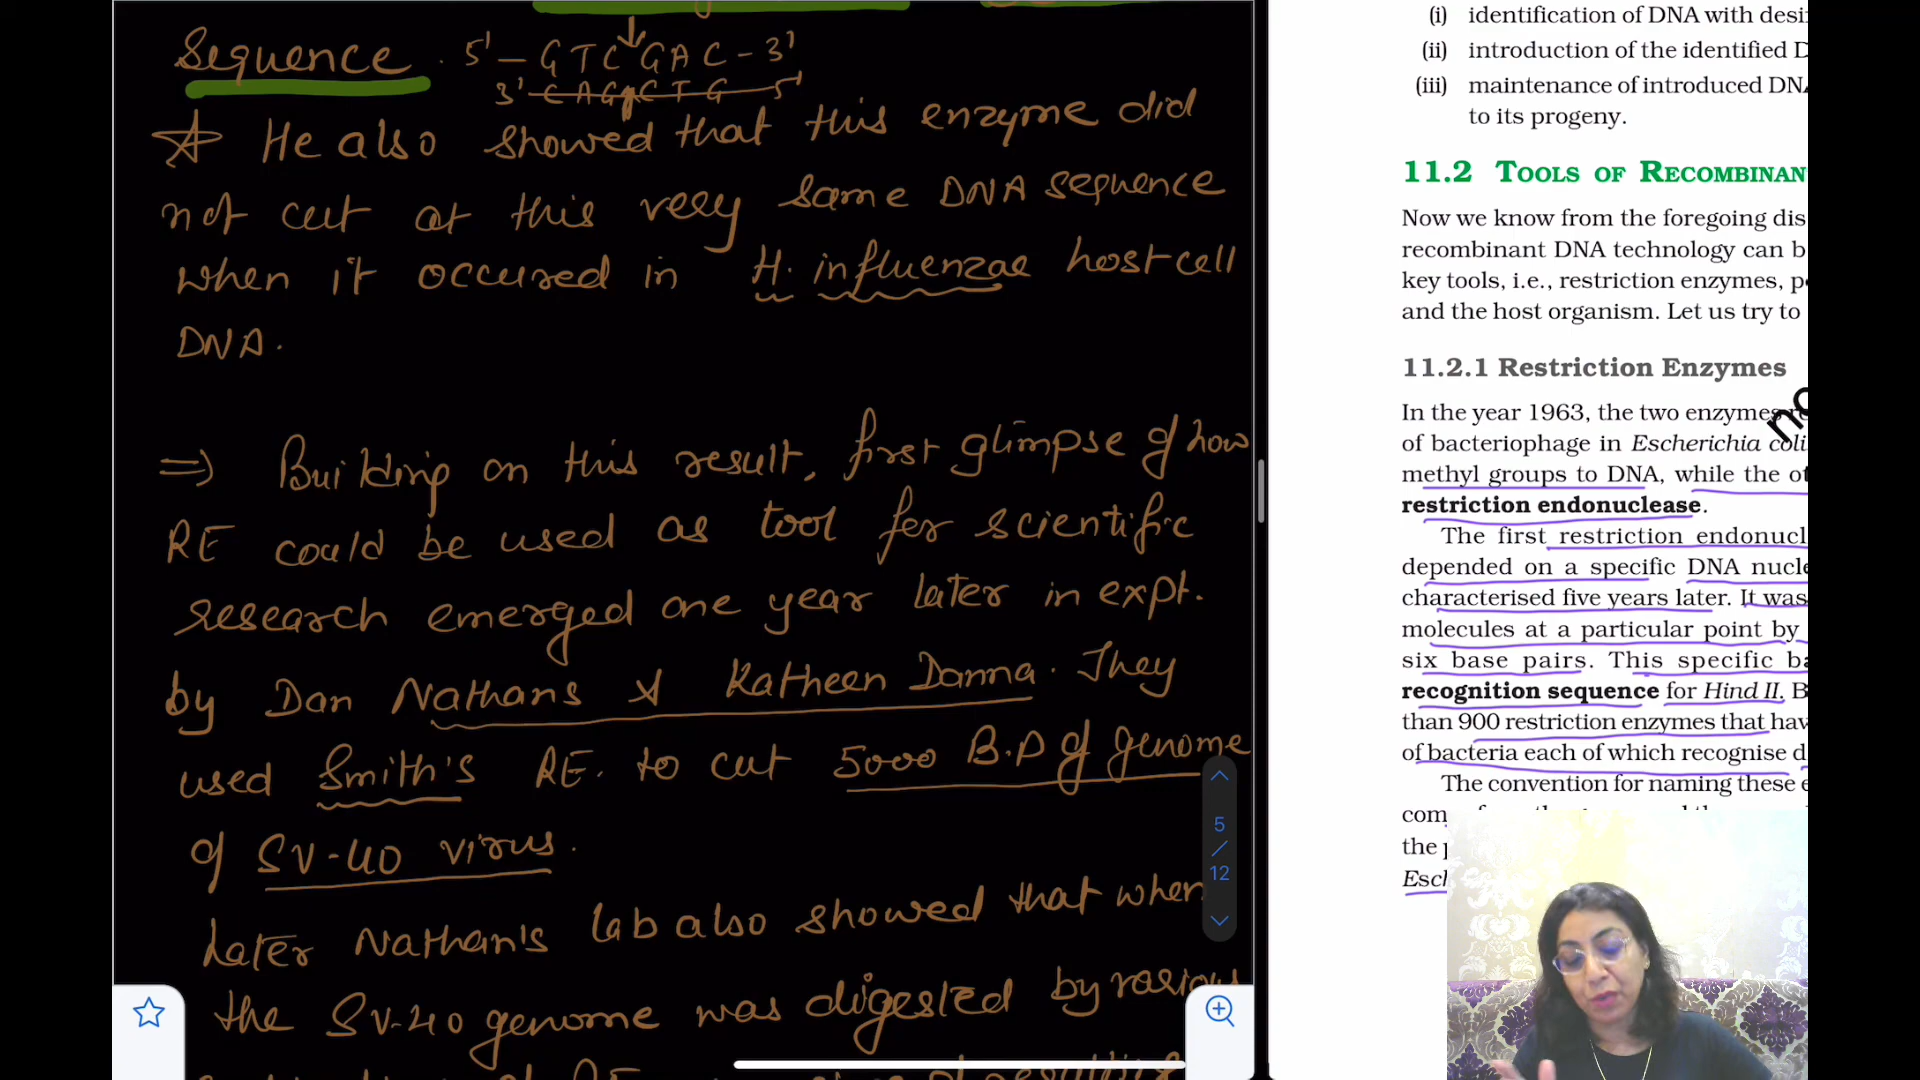 Sequence. 5' – GTC GAC – 3'
3' CAG CTG 5'
☆ He also showed that this enzyme did
not cut at this very same DNA sequence
when it occured in H. influenzae host cell
DNA.
⇒ Building on this result, first glimpse of how
RE could be used as tool for scientific
research emerged one year later in expt.
by Dan Nathans & Katheen Danna. They
used Smith's RE. to cut 5000 B.P of genome
of SV-40 virus.
Later Nathan's lab also showed that when
the SV-40 genome was digested by various
5
/
12
(i) identification of DNA with desi
(ii) introduction of the identified D
(iii) maintenance of introduced DNA
to its progeny.
11.2 TOOLS OF RECOMBINAN
Now we know from the foregoing dis
recombinant DNA technology can b
key tools, i.e., restriction enzymes, p
and the host organism. Let us try to
11.2.1 Restriction Enzymes
In the year 1963, the two enzymes re
of bacteriophage in Escherichia coli
methyl groups to DNA, while the ot
restriction endonuclease.
The first restriction endonucl
depended on a specific DNA nucle
characterised five years later. It was
molecules at a particular point by
six base pairs. This specific ba
recognition sequence for Hind II. B
than 900 restriction enzymes that hav
of bacteria each of which recognise d
The convention for naming these e
com
the
Escl
no